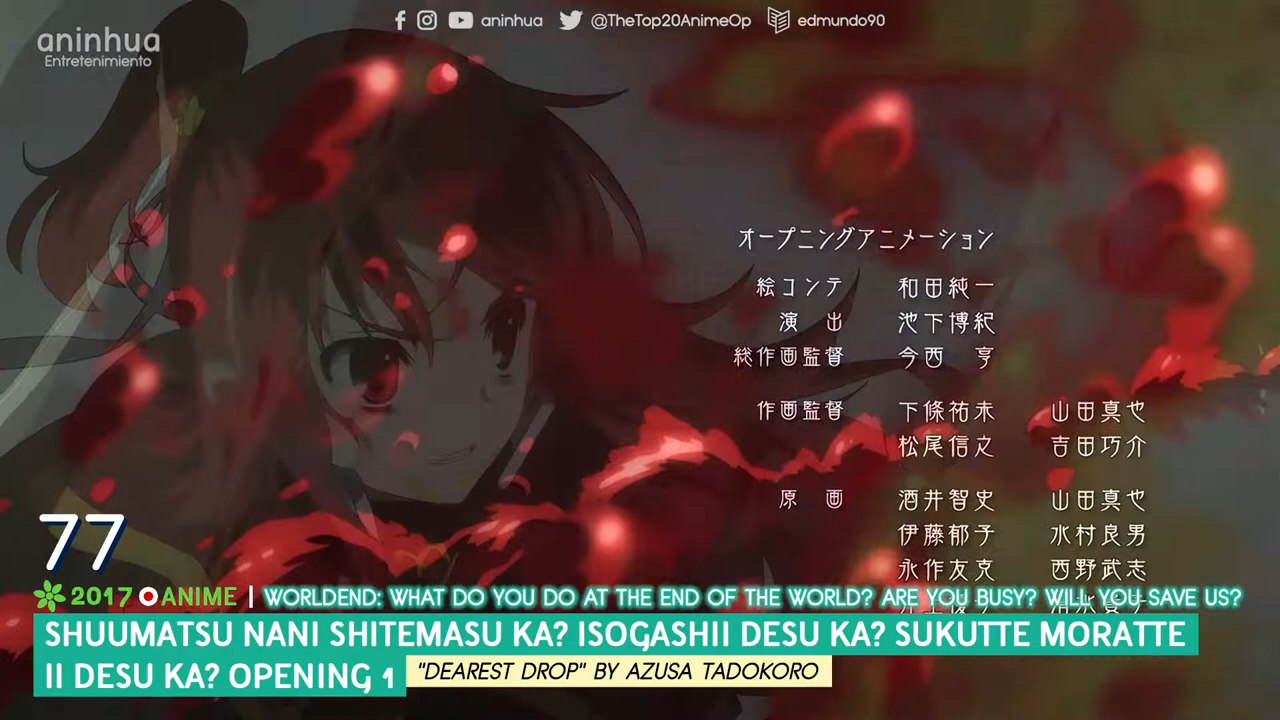 aninhua
@TheTop20AnimeOp
edmundo90
aninhua
Entretenimiento
オープニングアニメーション
絵コンテ 和田純一
演 出 池下博紀
総作画監督 今西 亨
作画監督 下條祐未 山田真也
松尾信之 吉田巧介
原 画 酒井智史 山田真也
伊藤郁子 水村良男
永作友克 西野武志
77
2017 ANIME | WORLDEND: WHAT DO YOU DO AT THE END OF THE WORLD? ARE YOU BUSY? WILL YOU SAVE US?
SHUUMATSU NANI SHITEMASU KA? ISOGASHII DESU KA? SUKUTTE MORATTE
II DESU KA? OPENING 1
"DEAREST DROP" BY AZUSA TADOKORO